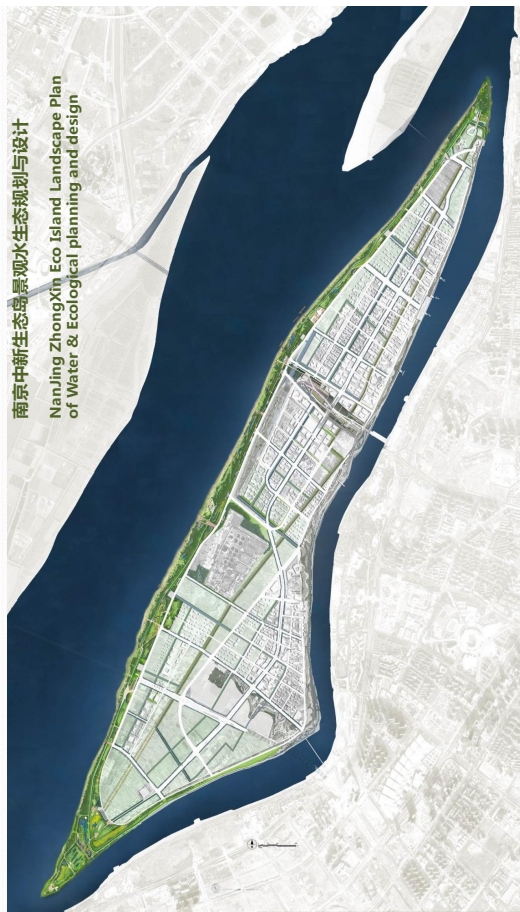 南京中新生态岛景观水生态规划与设计
NanJing ZhongXin Eco Island Landscape Plan
of Water & Ecological planning and design